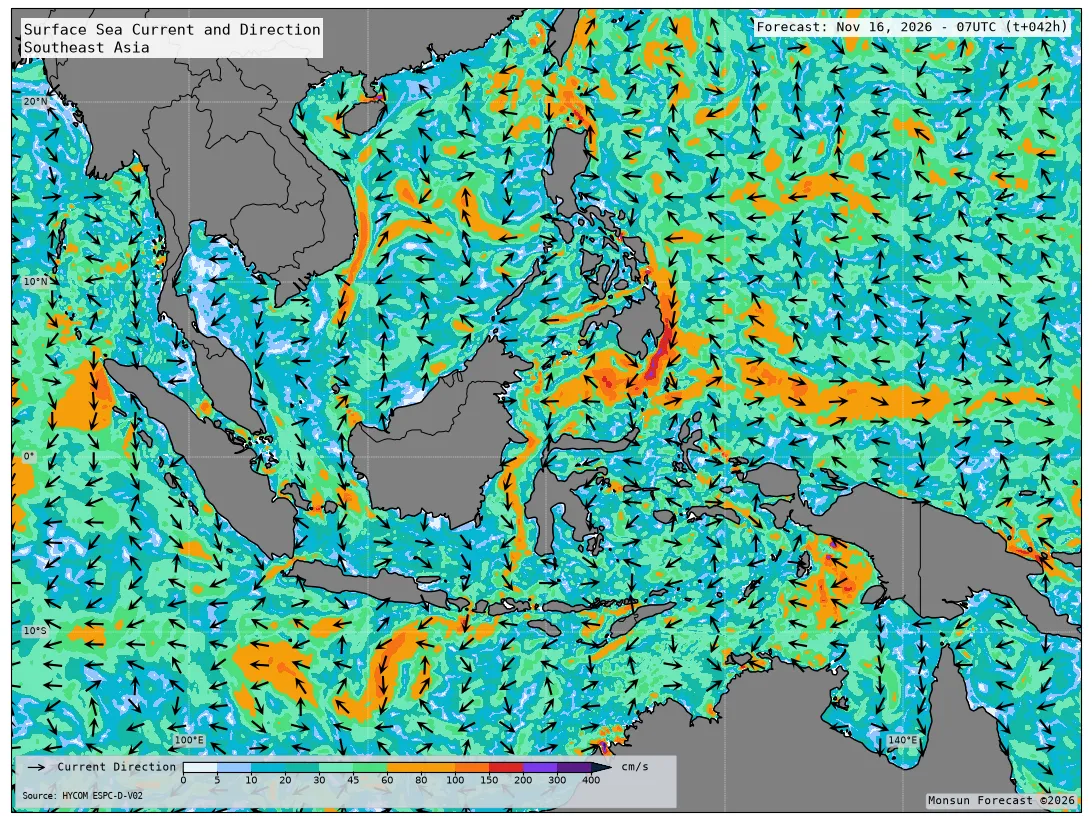 Surface Sea Current and Direction
Southeast Asia
Forecast: Nov 16, 2026 - 07UTC (t+042h)
20°N
10°N
0°
10°S
100°E
140°E
Current Direction
0 5 10 20 30 45 60 80 100 150 200 300 400 cm/s
Source: HYCOM ESPC-D-V02
Monsun Forecast ©2026